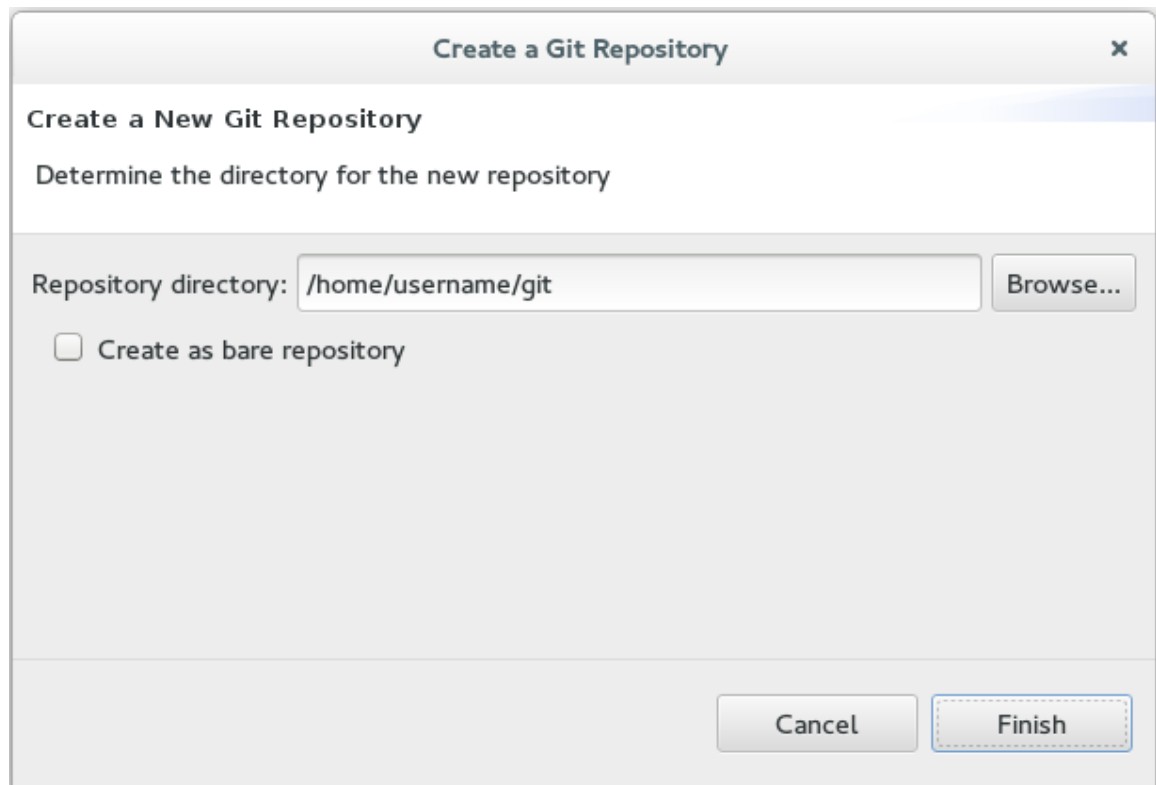 Create a Git Repository
Create a New Git Repository
Determine the directory for the new repository
Repository directory: /home/username/git Browse...
Create as bare repository
Cancel Finish